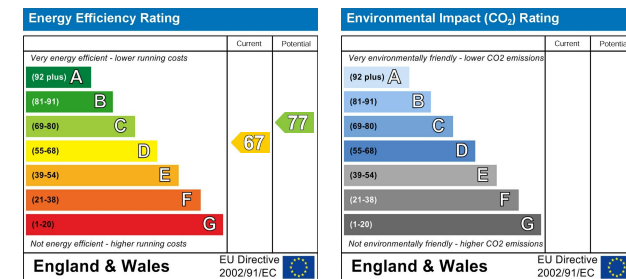 Energy Efficiency Rating
Current Potential
Very energy efficient - lower running costs
(92 plus) A
(81-91) B
(69-80) C
77
(55-68) D
67
(39-54) E
(21-38) F
(1-20) G
Not energy efficient - higher running costs
England & Wales
EU Directive
2002/91/EC
Environmental Impact (CO2) Rating
Current Potential
Very environmentally friendly - lower CO2 emissions
(92 plus) A
(81-91) B
(69-80) C
(55-68) D
(39-54) E
(21-38) F
(1-20) G
Not environmentally friendly - higher CO2 emissions
England & Wales
EU Directive
2002/91/EC